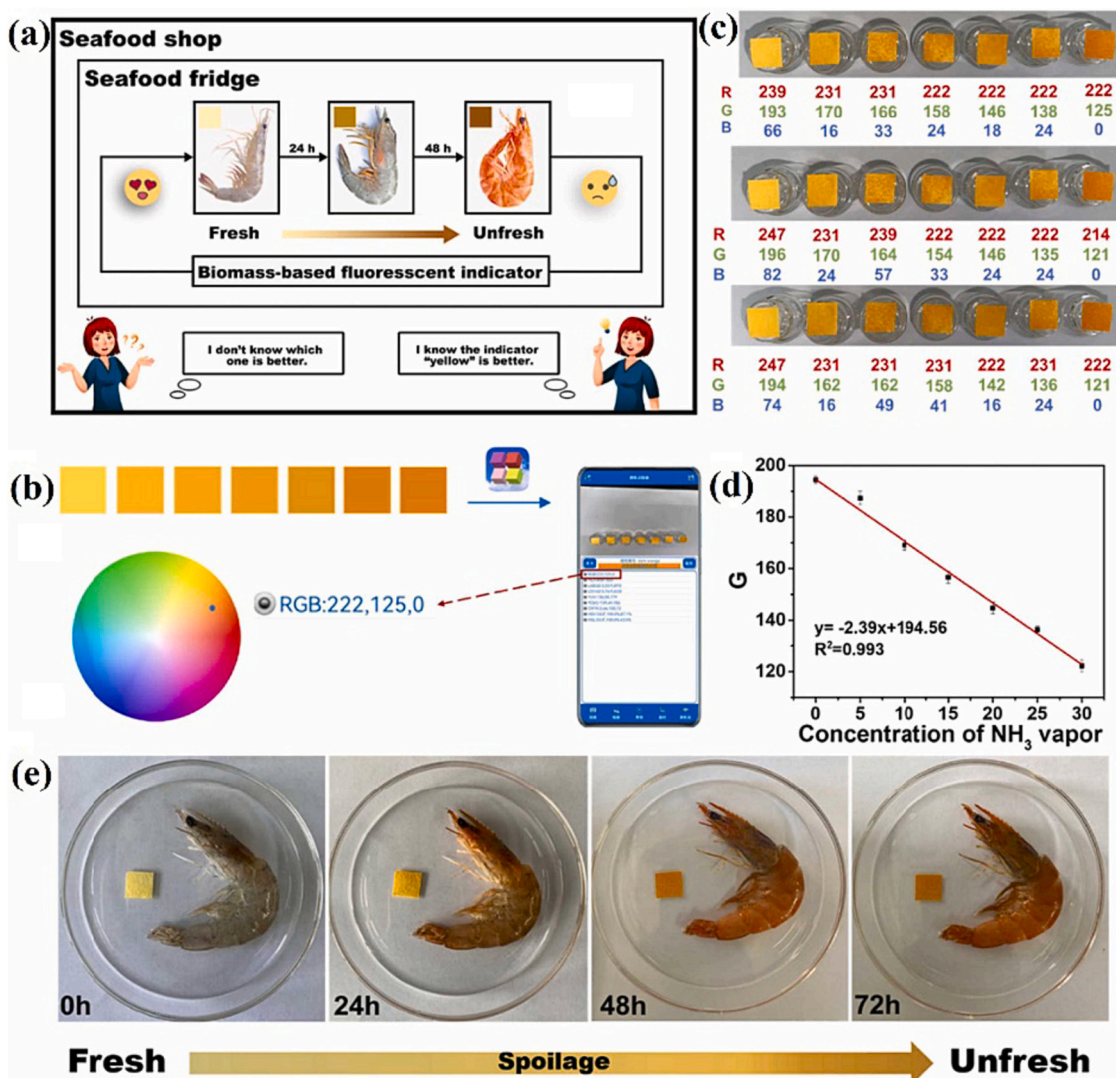 (a)
Seafood shop
Seafood fridge
24 h
48 h
Fresh
Unfresh
Biomass-based fluoresscent indicator
I don't know which
one is better.
I know the indicator
"yellow" is better.
(c)
R 239 231 231 222 222 222 222
G 193 170 166 158 146 138 125
B 66 16 33 24 18 24 0
R 247 231 239 222 222 222 214
G 196 170 164 154 146 135 121
B 82 24 57 33 24 24 0
R 247 231 231 231 222 231 222
G 194 162 162 158 142 136 121
B 74 16 49 41 16 24 0
(b)
RGB:222,125,0
(d)
200
180
160
140
120
G
y= -2.39x+194.56
R²=0.993
0 5 10 15 20 25 30
Concentration of NH₃ vapor
(e)
0h
24h
48h
72h
Fresh
Spoilage
Unfresh